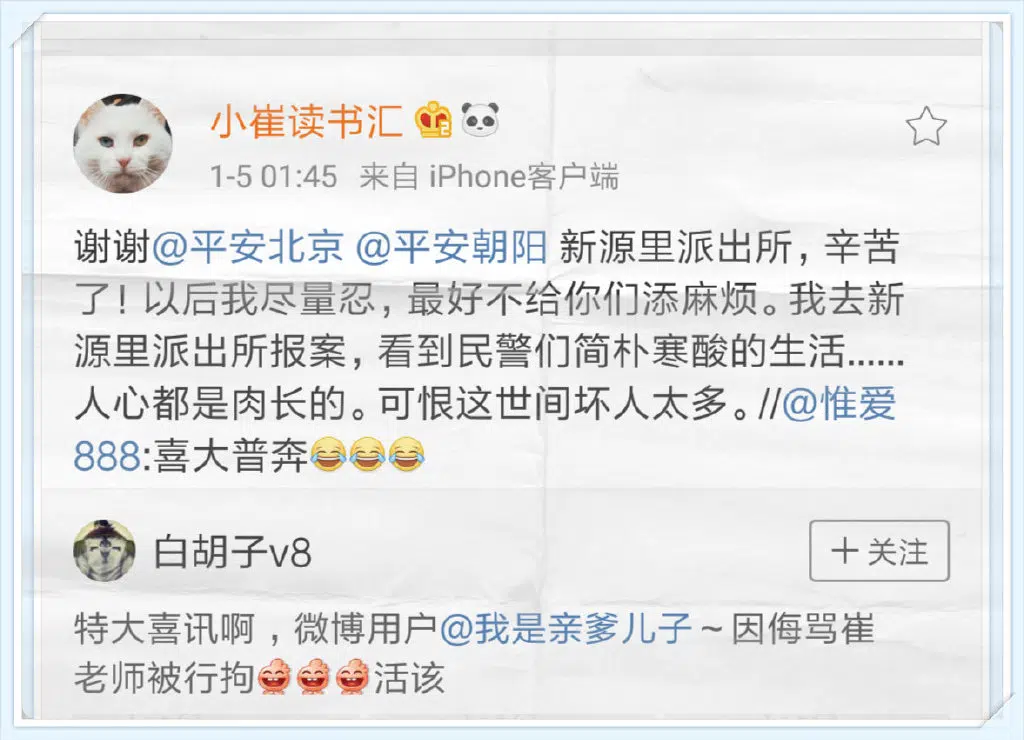 小崔读书汇
1-5 01:45 来自 iPhone客户端
谢谢@平安北京 @平安朝阳 新源里派出所，辛苦
了！以后我尽量忍，最好不给你们添麻烦。我去新
源里派出所报案，看到民警们简朴寒酸的生活......
人心都是肉长的。可恨这世间坏人太多。//@惟爱
888:喜大普奔😂😂😂
白胡子v8
+ 关注
特大喜讯啊，微博用户@我是亲爹儿子～因侮骂崔
老师被行拘 活该